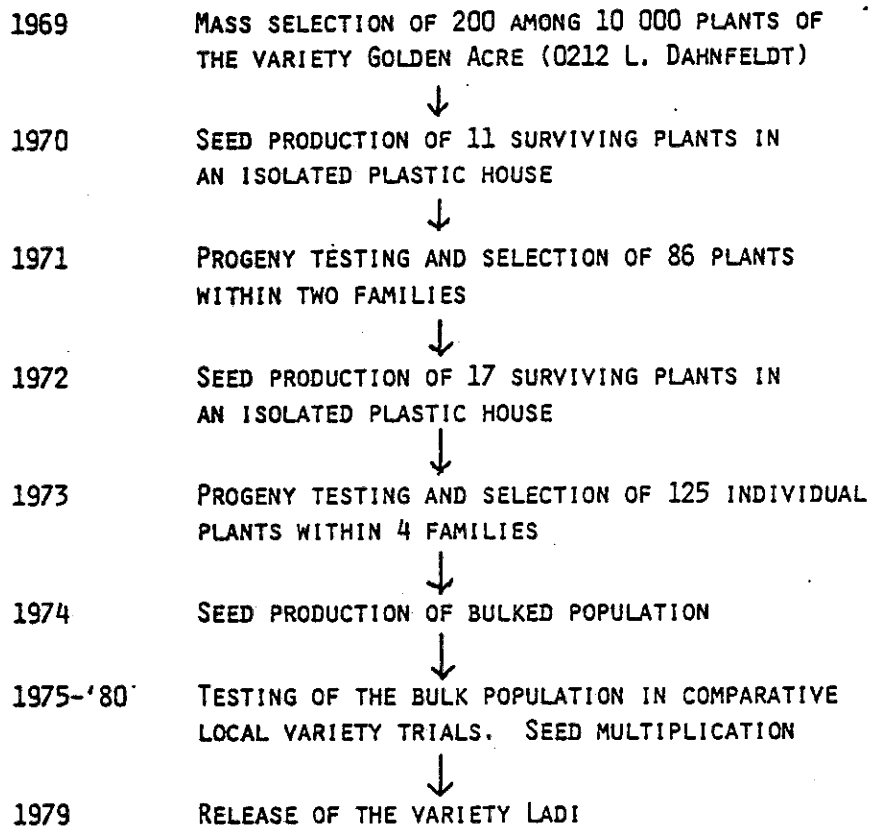 1969 MASS SELECTION OF 200 AMONG 10 000 PLANTS OF
THE VARIETY GOLDEN ACRE (0212 L. DAHNFELDT)
1970 SEED PRODUCTION OF 11 SURVIVING PLANTS IN
AN ISOLATED PLASTIC HOUSE
1971 PROGENY TESTING AND SELECTION OF 86 PLANTS
WITHIN TWO FAMILIES
1972 SEED PRODUCTION OF 17 SURVIVING PLANTS IN
AN ISOLATED PLASTIC HOUSE
1973 PROGENY TESTING AND SELECTION OF 125 INDIVIDUAL
PLANTS WITHIN 4 FAMILIES
1974 SEED PRODUCTION OF BULKED POPULATION
1975-'80 TESTING OF THE BULK POPULATION IN COMPARATIVE
LOCAL VARIETY TRIALS. SEED MULTIPLICATION
1979 RELEASE OF THE VARIETY LADI